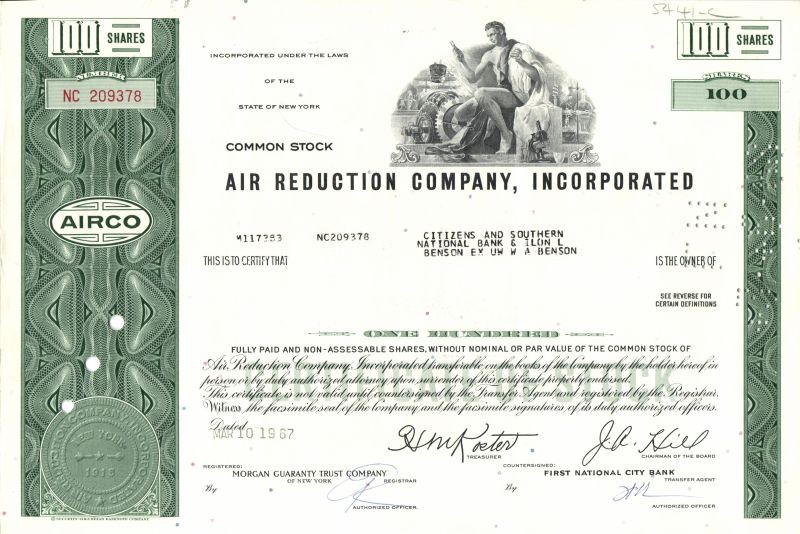 5441-C
100 SHARES
100 SHARES
SHARES
NC 209378
100
INCORPORATED UNDER THE LAWS
OF THE
STATE OF NEW YORK
COMMON STOCK
AIR REDUCTION COMPANY, INCORPORATED
AIRCO
M117383 NC209378 CITIZENS AND SOUTHERN
NATIONAL BANK & ILON L
BENSON EX UW W A BENSON
THIS IS TO CERTIFY THAT IS THE OWNER OF
SEE REVERSE FOR
CERTAIN DEFINITIONS
ONE HUNDRED
FULLY PAID AND NON-ASSESSABLE SHARES, WITHOUT NOMINAL OR PAR VALUE OF THE COMMON STOCK OF
Air Reduction Company, Incorporated transferable on the books of the Company by the holder hereof in
person or by duly authorized attorney upon surrender of this certificate properly endorsed.
This certificate is not valid until countersigned by the Transfer Agent and registered by the Registrar.
Witness the facsimile seal of the company and the facsimile signatures of its duly authorized officers.
Dated
MAR 10 1967
TREASURER
J.A. Hill
CHAIRMAN OF THE BOARD
REGISTERED:
MORGAN GUARANTY TRUST COMPANY
OF NEW YORK
REGISTRAR
By
AUTHORIZED OFFICER.
COUNTERSIGNED:
FIRST NATIONAL CITY BANK
TRANSFER AGENT
By
AUTHORIZED OFFICER
NEW YORK
1915
© SECURITY-COLUMBIAN BANKNOTE COMPANY